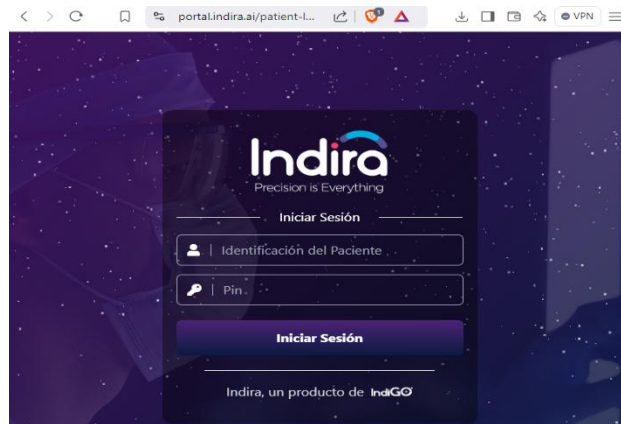 portal.indira.ai/patient-l...
1
VPN
Indira
Precision is Everything
Iniciar Sesión
Identificación del Paciente
Pin
Iniciar Sesión
Indira, un producto de IndiGO